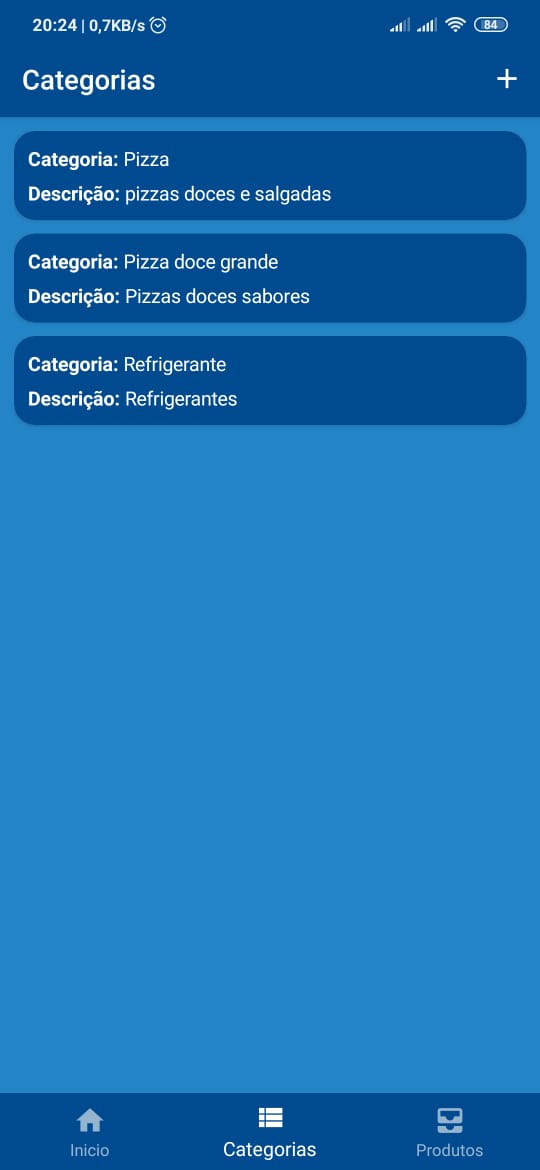 20:24 | 0,7KB/s
84
Categorias
Categoria: Pizza
Descrição: pizzas doces e salgadas
Categoria: Pizza doce grande
Descrição: Pizzas doces sabores
Categoria: Refrigerante
Descrição: Refrigerantes
Inicio
Categorias
Produtos